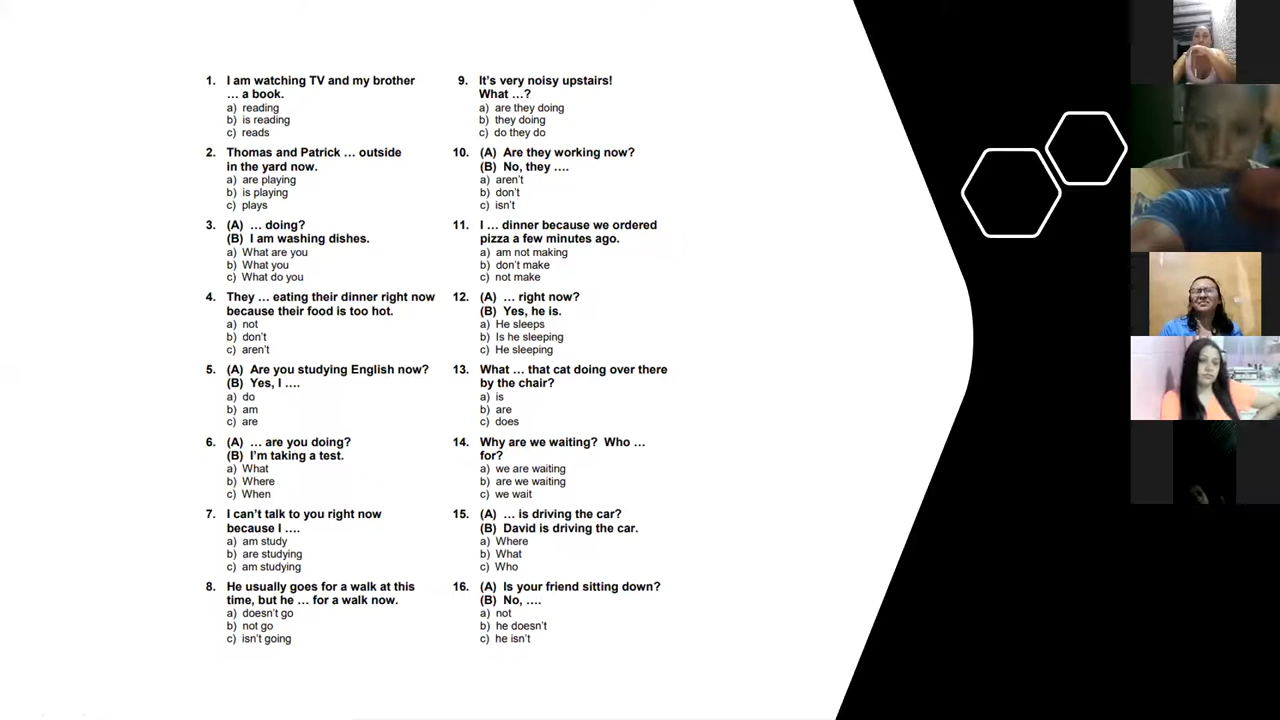 1. I am watching TV and my brother
… a book.
a) reading
b) is reading
c) reads
2. Thomas and Patrick … outside
in the yard now.
a) are playing
b) is playing
c) plays
3. (A) … doing?
(B) I am washing dishes.
a) What are you
b) What you
c) What do you
4. They … eating their dinner right now
because their food is too hot.
a) not
b) don't
c) aren't
5. (A) Are you studying English now?
(B) Yes, I ….
a) do
b) am
c) are
6. (A) … are you doing?
(B) I'm taking a test.
a) What
b) Where
c) When
7. I can't talk to you right now
because I ….
a) am study
b) are studying
c) am studying
8. He usually goes for a walk at this
time, but he … for a walk now.
a) doesn't go
b) not go
c) isn't going
9. It's very noisy upstairs!
What …?
a) are they doing
b) they doing
c) do they do
10. (A) Are they working now?
(B) No, they ….
a) aren't
b) don't
c) isn't
11. I … dinner because we ordered
pizza a few minutes ago.
a) am not making
b) don't make
c) not make
12. (A) … right now?
(B) Yes, he is.
a) He sleeps
b) Is he sleeping
c) He sleeping
13. What … that cat doing over there
by the chair?
a) is
b) are
c) does
14. Why are we waiting? Who …
for?
a) we are waiting
b) are we waiting
c) we wait
15. (A) … is driving the car?
(B) David is driving the car.
a) Where
b) What
c) Who
16. (A) Is your friend sitting down?
(B) No, ….
a) not
b) he doesn't
c) he isn't